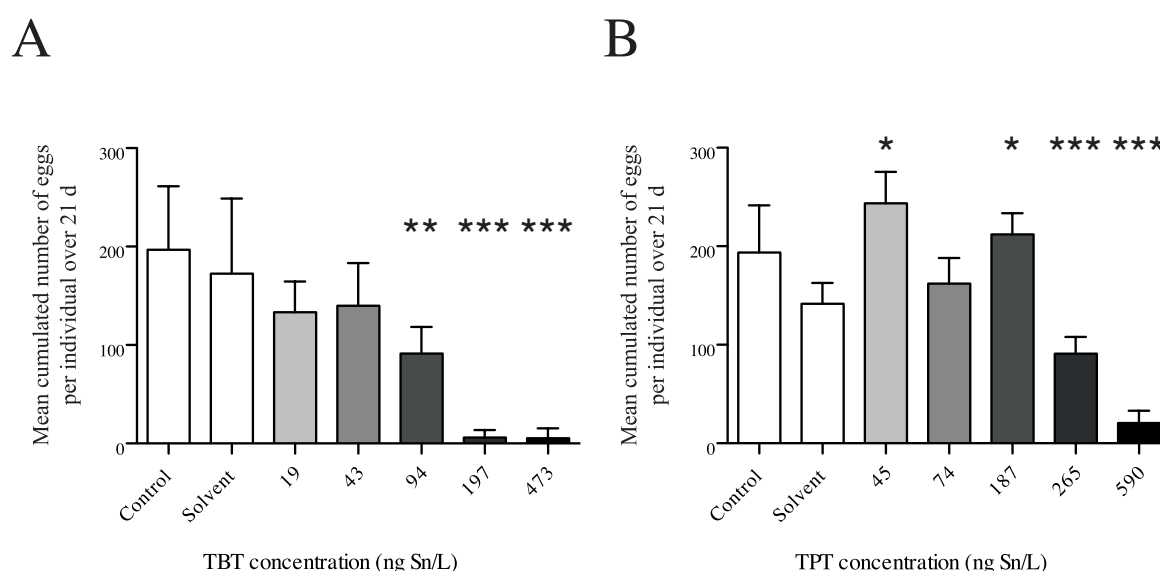 A
B
Mean cumulated number of eggs
per individual over 21 d
300
200
100
0
** *** ***
Control
Solvent
19
43
94
197
473
TBT concentration (ng Sn/L)
Mean cumulated number of eggs
per individual over 21 d
300
200
100
0
* * *** ***
Control
Solvent
45
74
187
265
590
TPT concentration (ng Sn/L)